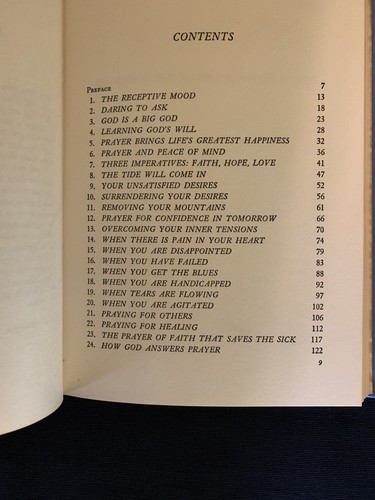 CONTENTS
PREFACE 7
1. THE RECEPTIVE MOOD 13
2. DARING TO ASK 18
3. GOD IS A BIG GOD 23
4. LEARNING GOD'S WILL 28
5. PRAYER BRINGS LIFE'S GREATEST HAPPINESS 32
6. PRAYER AND PEACE OF MIND 36
7. THREE IMPERATIVES: FAITH, HOPE, LOVE 41
8. THE TIDE WILL COME IN 47
9. YOUR UNSATISFIED DESIRES 52
10. SURRENDERING YOUR DESIRES 56
11. REMOVING YOUR MOUNTAINS 61
12. PRAYER FOR CONFIDENCE IN TOMORROW 66
13. OVERCOMING YOUR INNER TENSIONS 70
14. WHEN THERE IS PAIN IN YOUR HEART 74
15. WHEN YOU ARE DISAPPOINTED 79
16. WHEN YOU HAVE FAILED 83
17. WHEN YOU GET THE BLUES 88
18. WHEN YOU ARE HANDICAPPED 92
19. WHEN TEARS ARE FLOWING 97
20. WHEN YOU ARE AGITATED 102
21. PRAYING FOR OTHERS 106
22. PRAYING FOR HEALING 112
23. THE PRAYER OF FAITH THAT SAVES THE SICK 117
24. HOW GOD ANSWERS PRAYER 122
9